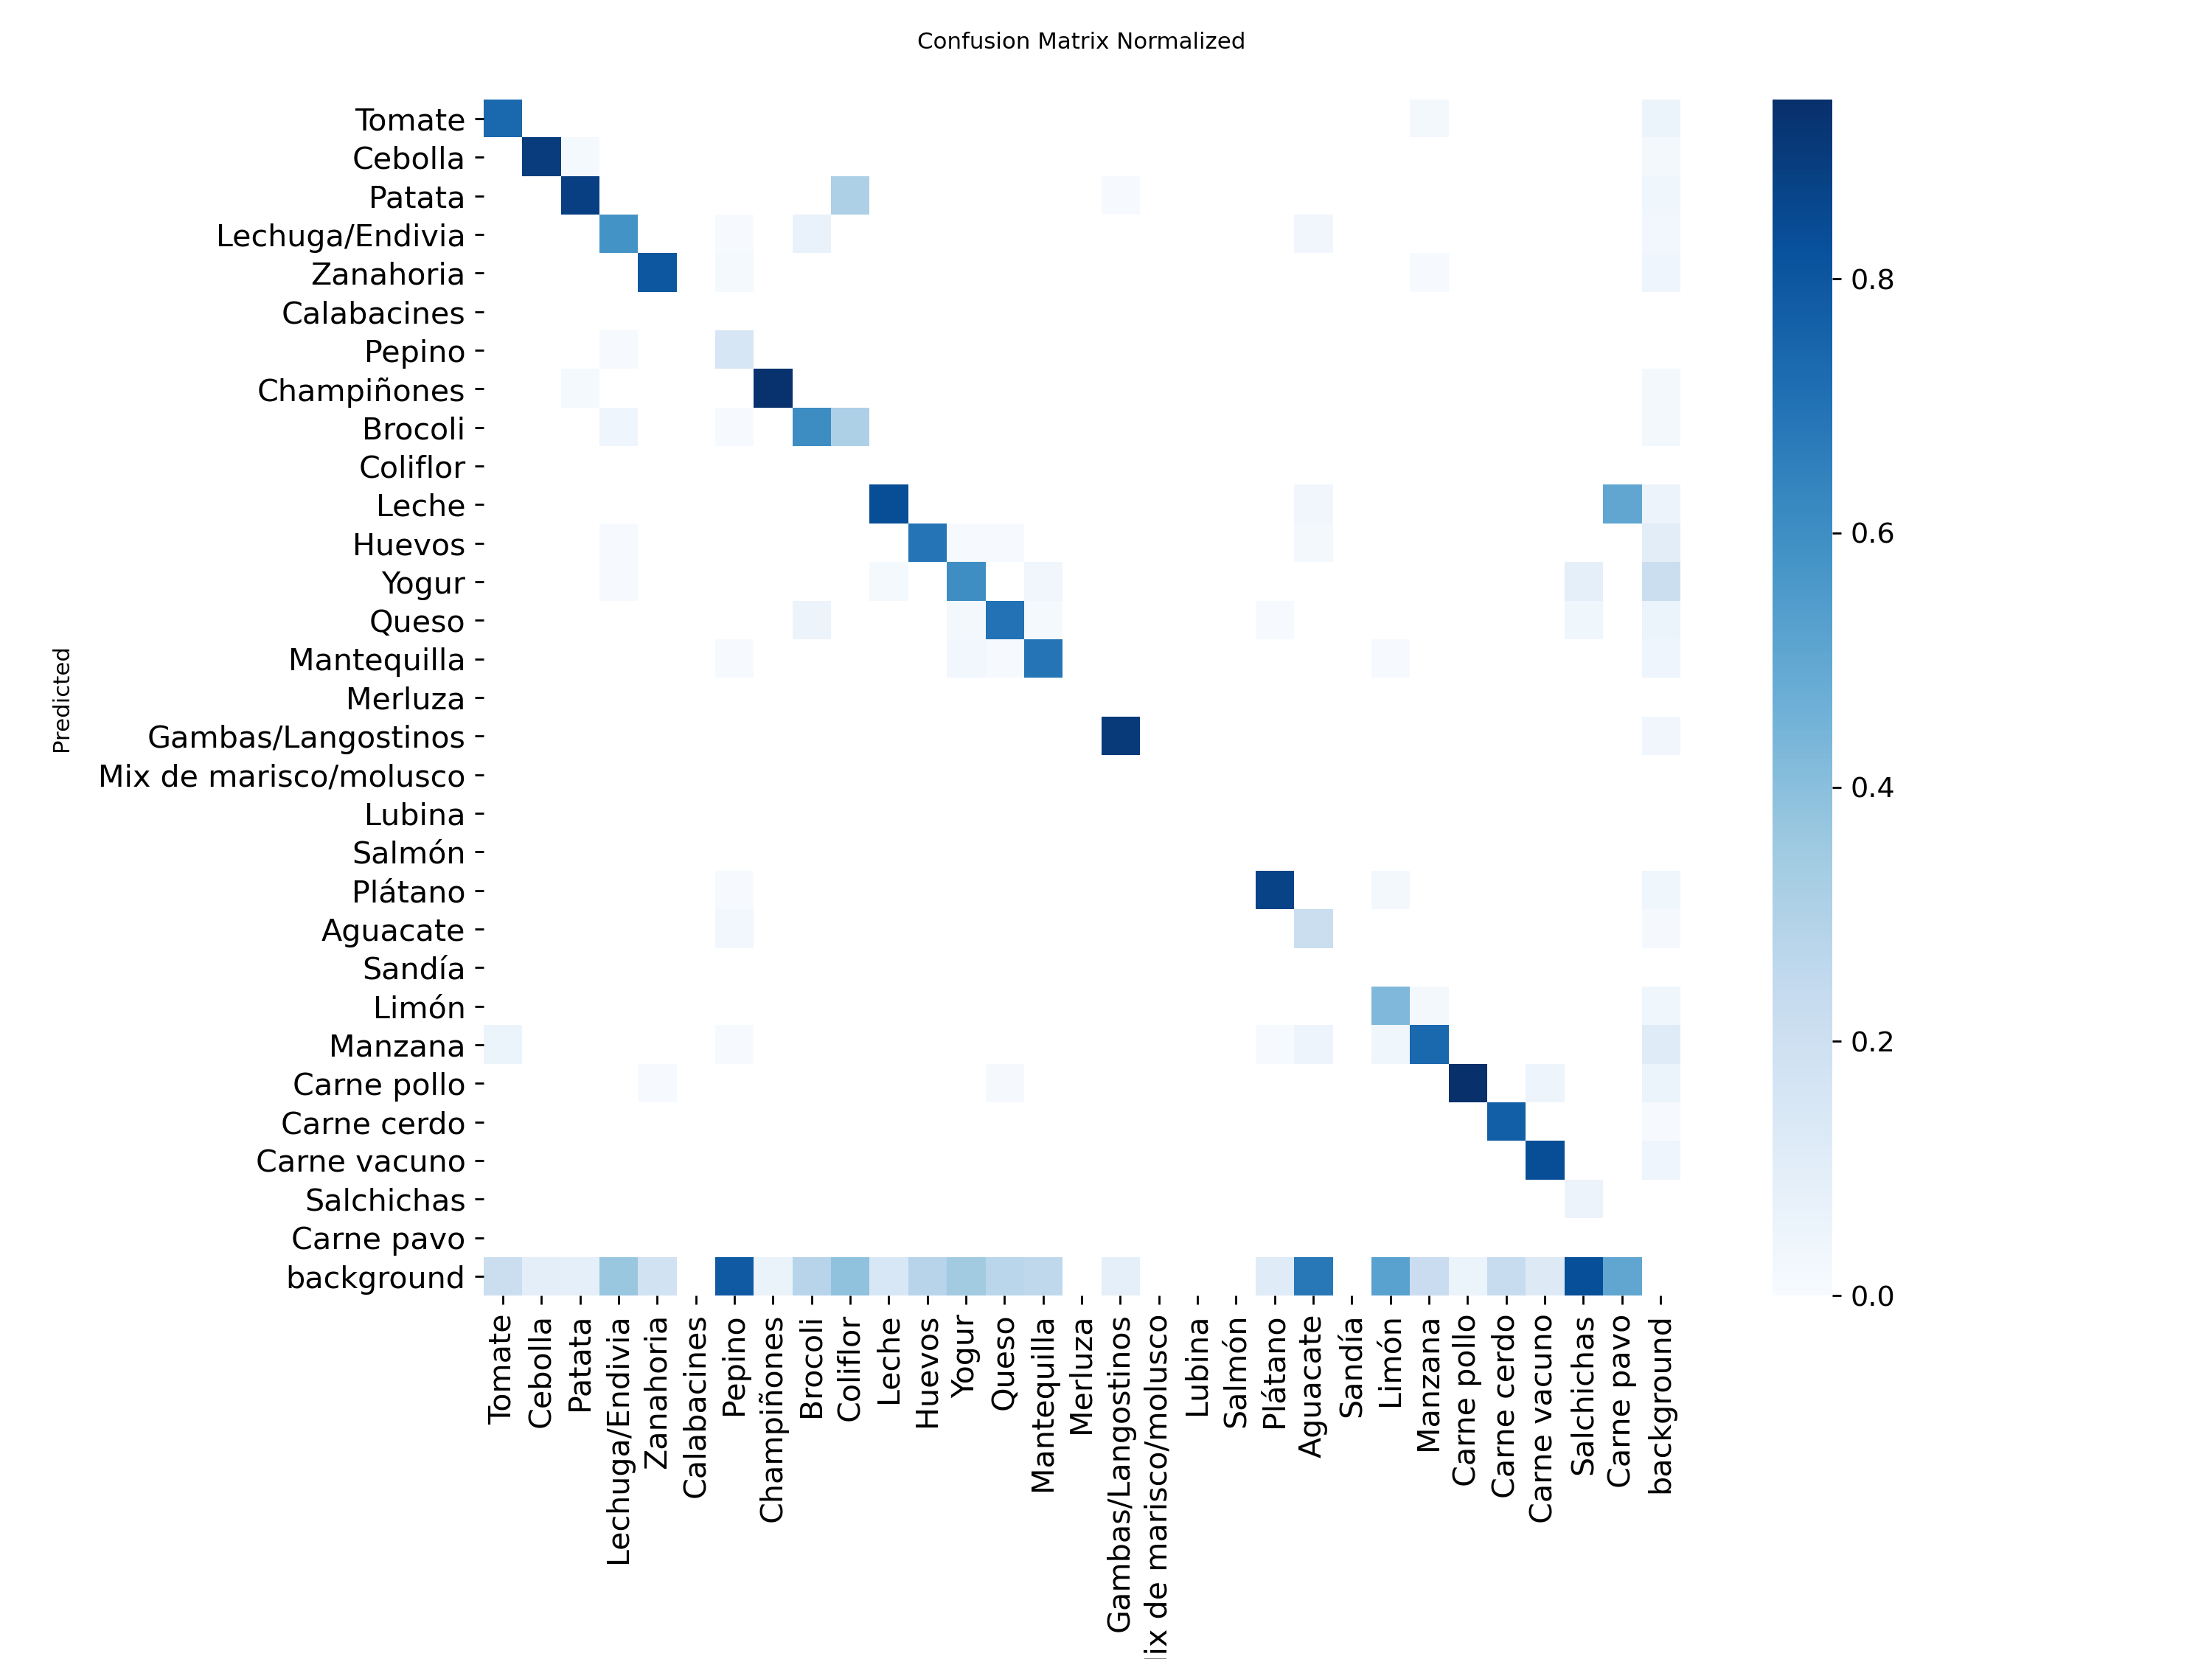 Confusion Matrix Normalized
Tomate
Cebolla
Patata
Lechuga/Endivia
Zanahoria
Calabacines
Pepino
Champiñones
Brocoli
Coliflor
Leche
Huevos
Yogur
Queso
Mantequilla
Merluza
Gambas/Langostinos
Mix de marisco/molusco
Lubina
Salmón
Plátano
Aguacate
Sandía
Limón
Manzana
Carne pollo
Carne cerdo
Carne vacuno
Salchichas
Carne pavo
background
Predicted
Tomate
Cebolla
Patata
Lechuga/Endivia
Zanahoria
Calabacines
Pepino
Champiñones
Brocoli
Coliflor
Leche
Huevos
Yogur
Queso
Mantequilla
Merluza
Gambas/Langostinos
ix de marisco/molusco
Lubina
Salmón
Plátano
Aguacate
Sandía
Limón
Manzana
Carne pollo
Carne cerdo
Carne vacuno
Salchichas
Carne pavo
background
0.8
0.6
0.4
0.2
0.0